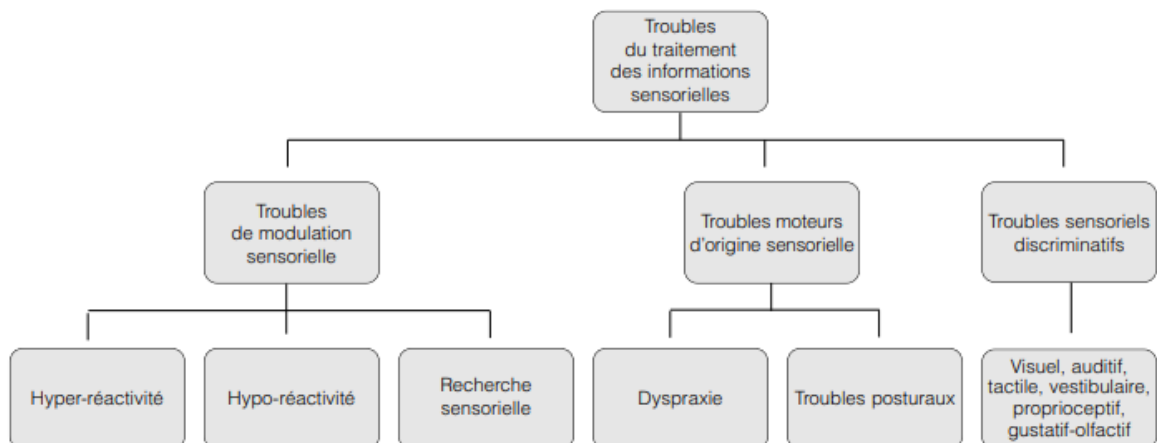 Troubles
du traitement
des informations
sensorielles
Troubles
de modulation
sensorielle
Troubles moteurs
d'origine sensorielle
Troubles sensoriels
discriminatifs
Hyper-réactivité
Hypo-réactivité
Recherche
sensorielle
Dyspraxie
Troubles posturaux
Visuel, auditif,
tactile, vestibulaire,
proprioceptif,
gustatif-olfactif